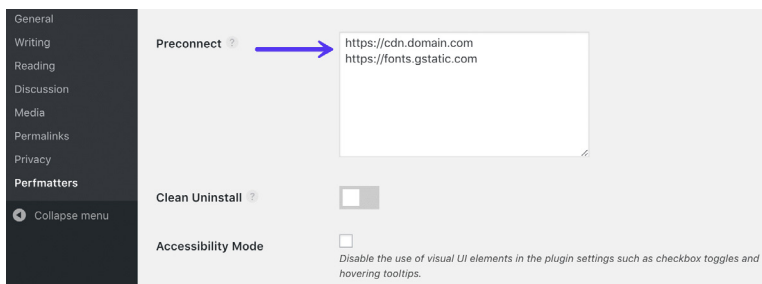 General
Writing
Reading
Discussion
Media
Permalinks
Privacy
Perfmatters
Collapse menu
Preconnect ?
https://cdn.domain.com
https://fonts.gstatic.com
Clean Uninstall ?
Accessibility Mode
Disable the use of visual UI elements in the plugin settings such as checkbox toggles and
hovering tooltips.